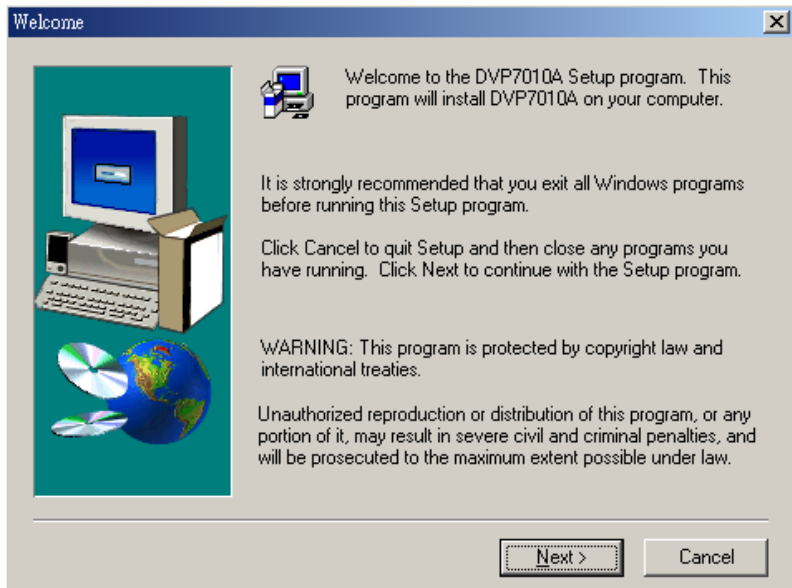 Welcome
Welcome to the DVP7010A Setup program. This
program will install DVP7010A on your computer.
It is strongly recommended that you exit all Windows programs
before running this Setup program.
Click Cancel to quit Setup and then close any programs you
have running. Click Next to continue with the Setup program.
WARNING: This program is protected by copyright law and
international treaties.
Unauthorized reproduction or distribution of this program, or any
portion of it, may result in severe civil and criminal penalties, and
will be prosecuted to the maximum extent possible under law.
Next >
Cancel